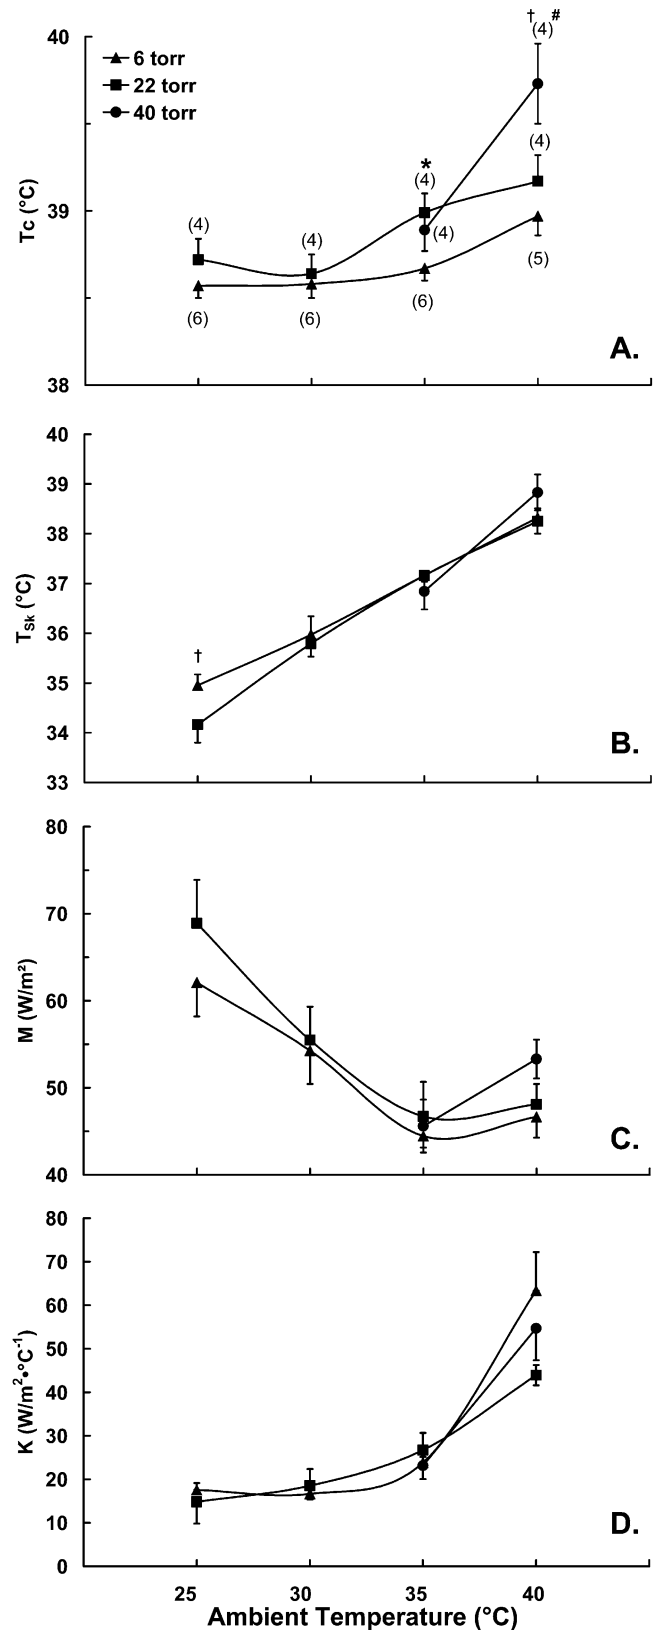 † #
40
(4)
6 torr
22 torr
40 torr
(4)
*
(4)
(4)
(4)
39
(4)
(5)
(6)
(6)
(6)
Tc (°C)
A.
38
40
39
38
37
36
35
34
33
T_Sk (°C)
†
B.
80
70
60
50
40
M (W/m²)
C.
80
70
60
50
40
30
20
10
0
K (W/m²•°C⁻¹)
D.
25 30 35 40
Ambient Temperature (°C)